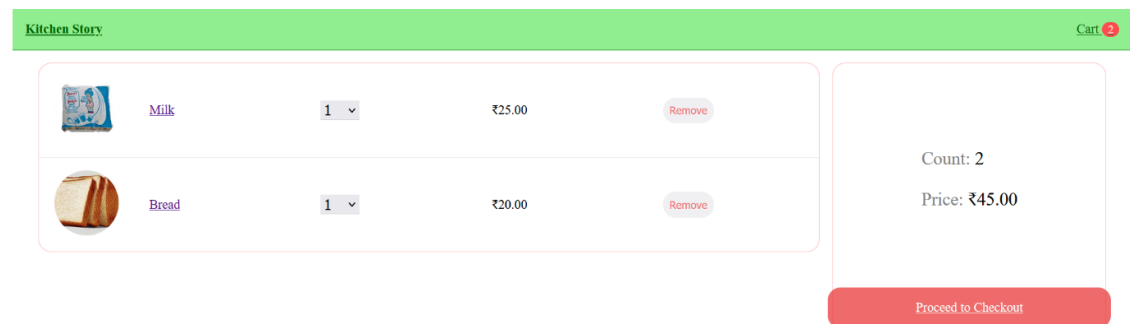 Kitchen Story
Cart 2
Milk 1 ₹25.00 Remove
Bread 1 ₹20.00 Remove
Count: 2
Price: ₹45.00
Proceed to Checkout